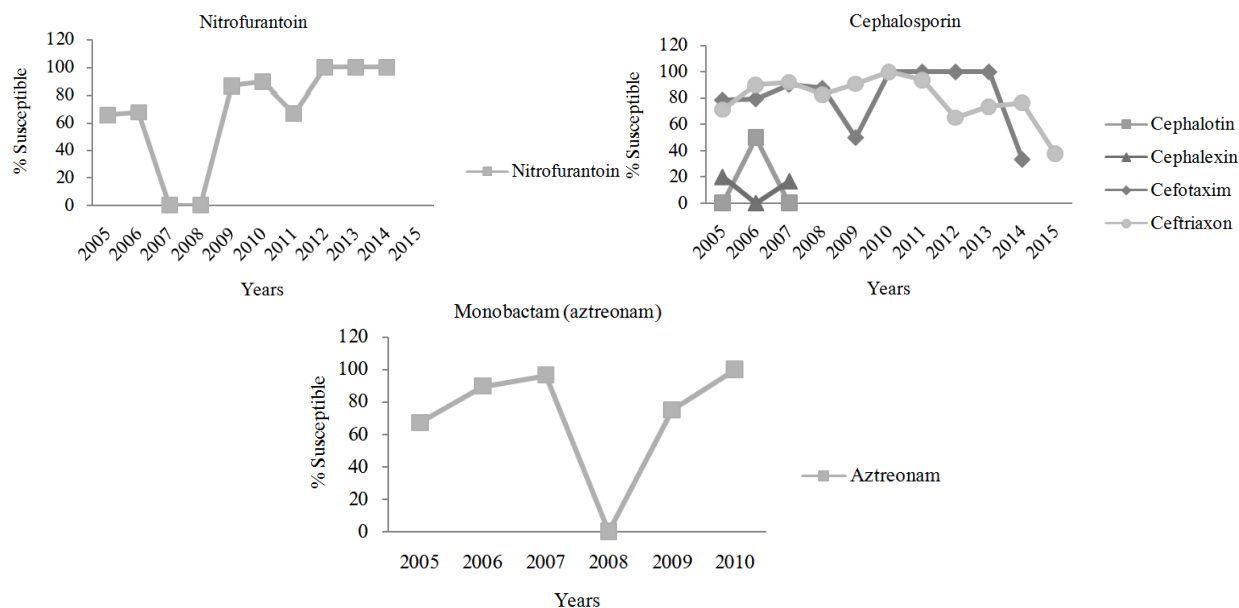 Nitrofurantoin
120
100
80
60
40
20
0
% Susceptible
2005 2006 2007 2008 2009 2010 2011 2012 2013 2014 2015
Years
Nitrofurantoin
Cephalosporin
120
100
80
60
40
20
0
% Susceptible
2005 2006 2007 2008 2009 2010 2011 2012 2013 2014 2015
Years
Cephalotin
Cephalexin
Cefotaxim
Ceftriaxon
Monobactam (aztreonam)
120
100
80
60
40
20
0
% Susceptible
2005 2006 2007 2008 2009 2010
Years
Aztreonam